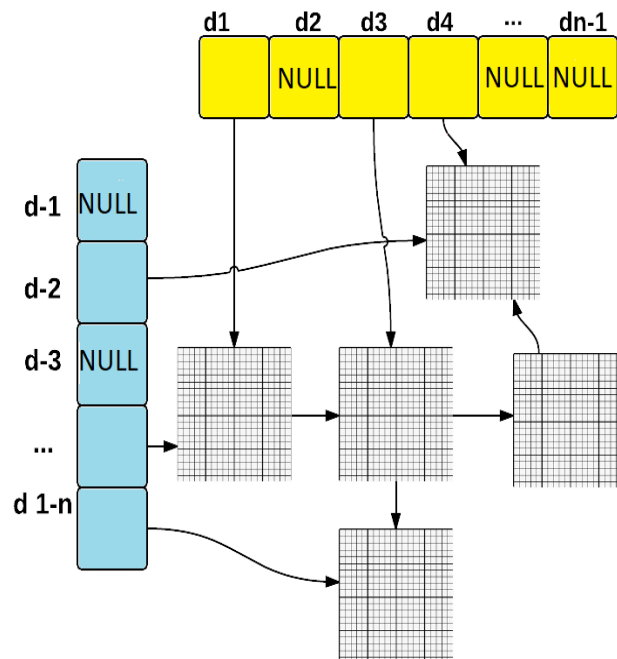 d1 d2 d3 d4 ... dn-1
NULL NULL NULL
d-1 NULL
d-2
d-3 NULL
...
d 1-n